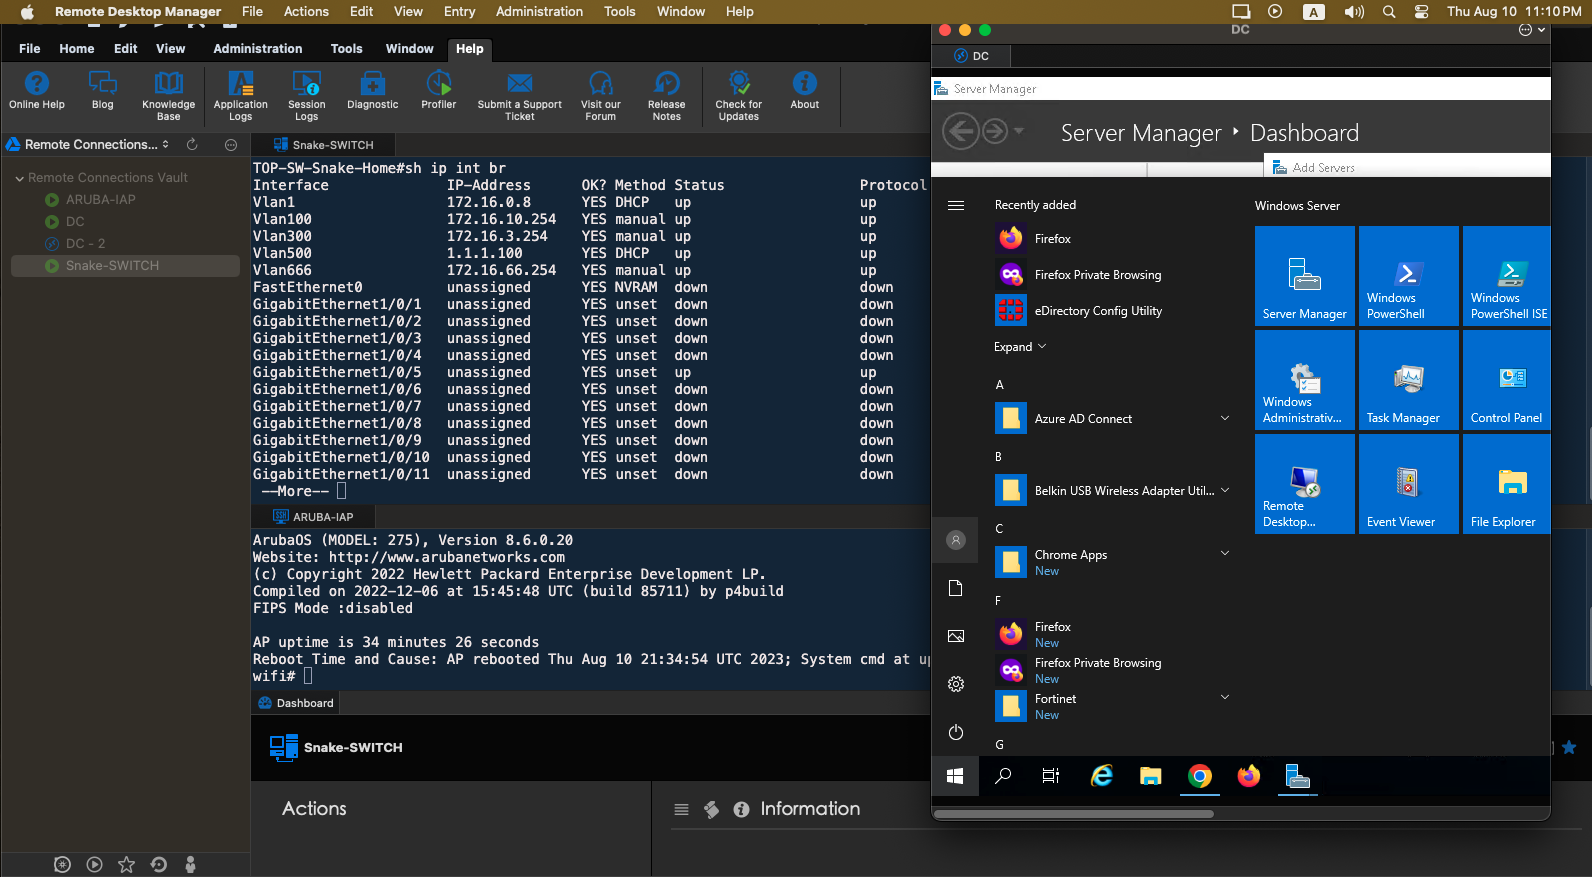 Remote Desktop Manager File Actions Edit View Entry Administration Tools Window Help
A Thu Aug 10 11:10 PM
File Home Edit View Administration Tools Window Help
Online Help
Blog
Knowledge Base
Application Logs
Session Logs
Diagnostic
Profiler
Submit a Support Ticket
Visit our Forum
Release Notes
Check for Updates
About
Remote Connections...
Remote Connections Vault
ARUBA-IAP
DC
DC - 2
Snake-SWITCH
Snake-SWITCH
TOP-SW-Snake-Home#sh ip int br
Interface IP-Address OK? Method Status Protocol
Vlan1 172.16.0.8 YES DHCP up up
Vlan100 172.16.10.254 YES manual up up
Vlan300 172.16.3.254 YES manual up up
Vlan500 1.1.1.100 YES DHCP up up
Vlan666 172.16.66.254 YES manual up up
FastEthernet0 unassigned YES NVRAM down down
GigabitEthernet1/0/1 unassigned YES unset down down
GigabitEthernet1/0/2 unassigned YES unset down down
GigabitEthernet1/0/3 unassigned YES unset down down
GigabitEthernet1/0/4 unassigned YES unset down down
GigabitEthernet1/0/5 unassigned YES unset up up
GigabitEthernet1/0/6 unassigned YES unset down down
GigabitEthernet1/0/7 unassigned YES unset down down
GigabitEthernet1/0/8 unassigned YES unset down down
GigabitEthernet1/0/9 unassigned YES unset down down
GigabitEthernet1/0/10 unassigned YES unset down down
GigabitEthernet1/0/11 unassigned YES unset down down
--More--
SSH ARUBA-IAP
ArubaOS (MODEL: 275), Version 8.6.0.20
Website: http://www.arubanetworks.com
(c) Copyright 2022 Hewlett Packard Enterprise Development LP.
Compiled on 2022-12-06 at 15:45:48 UTC (build 85711) by p4build
FIPS Mode :disabled
AP uptime is 34 minutes 26 seconds
Reboot Time and Cause: AP rebooted Thu Aug 10 21:34:54 UTC 2023; System cmd at up
wifi#
Dashboard
Snake-SWITCH
Actions
Information
DC
DC
Server Manager
Server Manager Dashboard
Add Servers
Recently added
Firefox
Firefox Private Browsing
eDirectory Config Utility
Expand
A
Azure AD Connect
B
Belkin USB Wireless Adapter Util...
C
Chrome Apps
New
F
Firefox
New
Firefox Private Browsing
New
Fortinet
New
G
Windows Server
Server Manager
Windows PowerShell
Windows PowerShell ISE
Windows Administrativ...
Task Manager
Control Panel
Remote Desktop...
Event Viewer
File Explorer